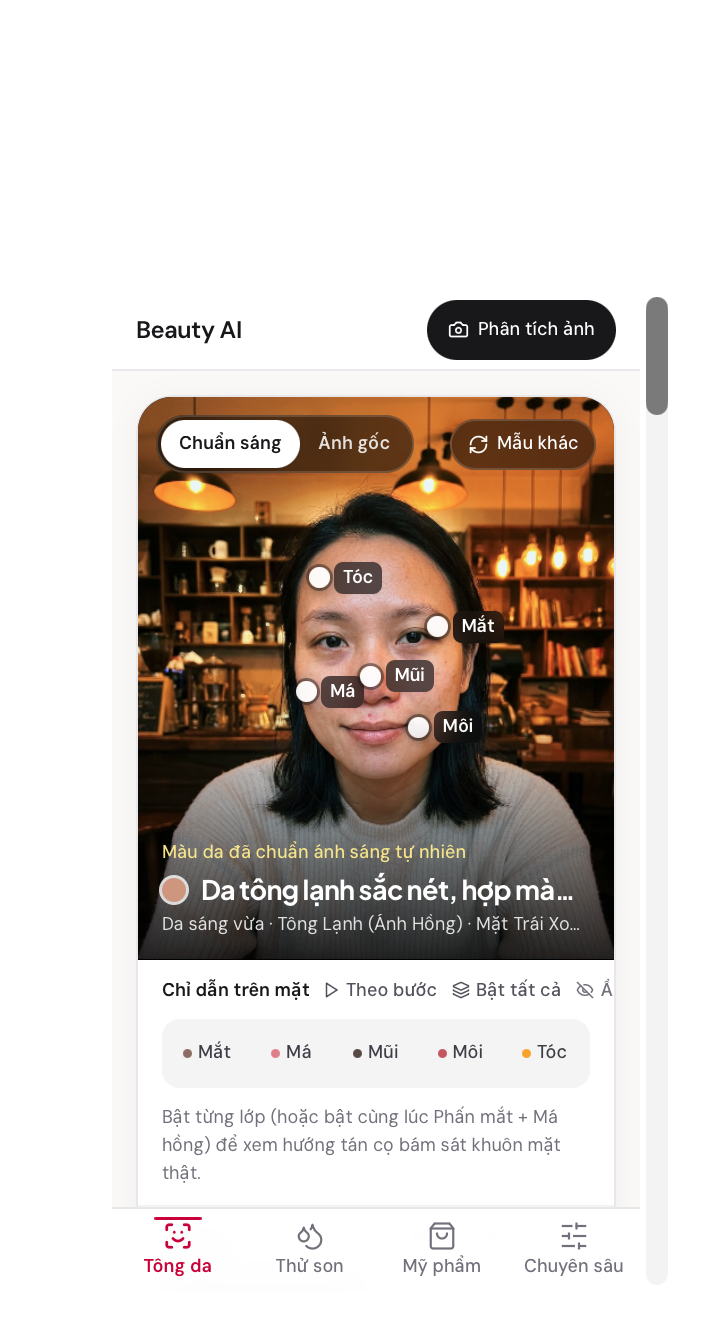 Beauty AI
Phân tích ảnh
Chuẩn sáng
Ảnh gốc
Mẫu khác
Tóc
Mắt
Mũi
Má
Môi
Màu da đã chuẩn ánh sáng tự nhiên
Da tông lạnh sắc nét, hợp mà...
Da sáng vừa · Tông Lạnh (Ánh Hồng) · Mặt Trái Xo...
Chỉ dẫn trên mặt
Theo bước
Bật tất cả
Mắt
Má
Mũi
Môi
Tóc
Bật từng lớp (hoặc bật cùng lúc Phấn mắt + Má
hồng) để xem hướng tán cọ bám sát khuôn mặt
thật.
Tông da
Thử son
Mỹ phẩm
Chuyên sâu